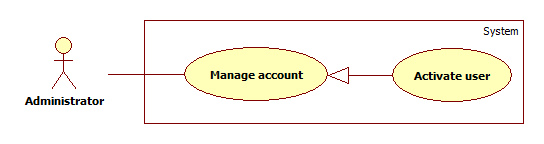 System
Manage account
Activate user
Administrator